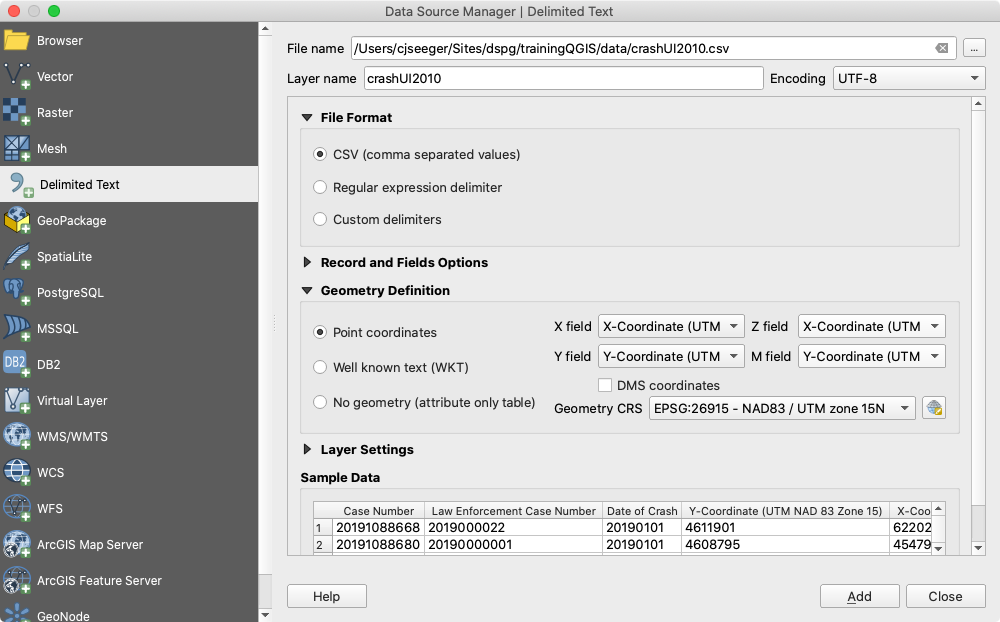 Data Source Manager | Delimited Text
Browser
Vector
Raster
Mesh
Delimited Text
GeoPackage
SpatiaLite
PostgreSQL
MSSQL
DB2 DB2
Virtual Layer
WMS/WMTS
WCS
WFS
ArcGIS Map Server
ArcGIS Feature Server
GeoNode
File name /Users/cjseeger/Sites/dspg/trainingQGIS/data/crashUI2010.csv ...
Layer name crashUI2010 Encoding UTF-8
File Format
CSV (comma separated values)
Regular expression delimiter
Custom delimiters
Record and Fields Options
Geometry Definition
Point coordinates
Well known text (WKT)
No geometry (attribute only table)
X field X-Coordinate (UTM Z field X-Coordinate (UTM
Y field Y-Coordinate (UTM M field Y-Coordinate (UTM
DMS coordinates
Geometry CRS EPSG:26915 - NAD83 / UTM zone 15N
Layer Settings
Sample Data
Case Number Law Enforcement Case Number Date of Crash Y-Coordinate (UTM NAD 83 Zone 15) X-Coo
1 20191088668 2019000022 20190101 4611901 62202
2 20191088680 2019000001 20190101 4608795 45479
Help Add Close